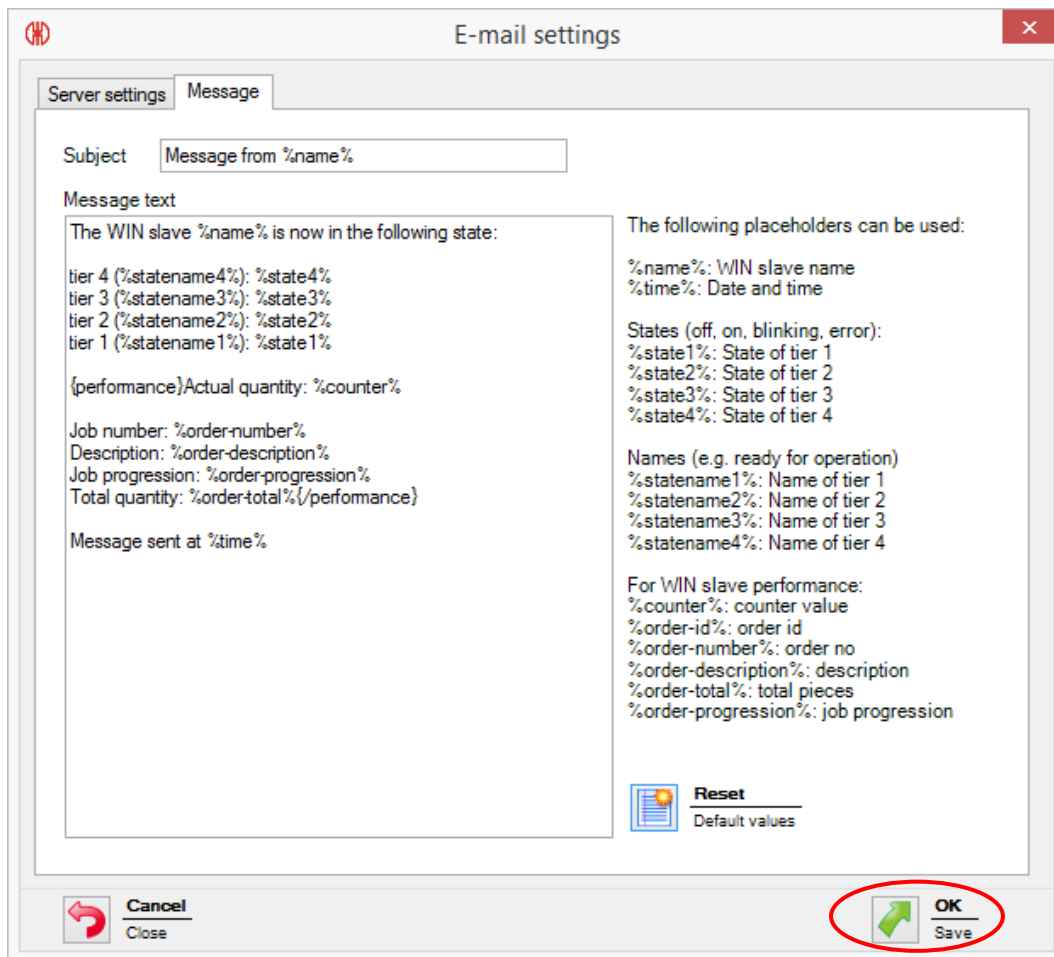 E-mail settings
Server settings
Message
Subject
Message from %name%
Message text
The WIN slave %name% is now in the following state:
tier 4 (%statename4%): %state4%
tier 3 (%statename3%): %state3%
tier 2 (%statename2%): %state2%
tier 1 (%statename1%): %state1%
{performance}Actual quantity: %counter%
Job number: %order-number%
Description: %order-description%
Job progression: %order-progression%
Total quantity: %order-total%{/performance}
Message sent at %time%
The following placeholders can be used:
%name%: WIN slave name
%time%: Date and time
States (off, on, blinking, error):
%state1%: State of tier 1
%state2%: State of tier 2
%state3%: State of tier 3
%state4%: State of tier 4
Names (e.g. ready for operation)
%statename1%: Name of tier 1
%statename2%: Name of tier 2
%statename3%: Name of tier 3
%statename4%: Name of tier 4
For WIN slave performance:
%counter%: counter value
%order-id%: order id
%order-number%: order no
%order-description%: description
%order-total%: total pieces
%order-progression%: job progression
Reset
Default values
Cancel
Close
OK
Save